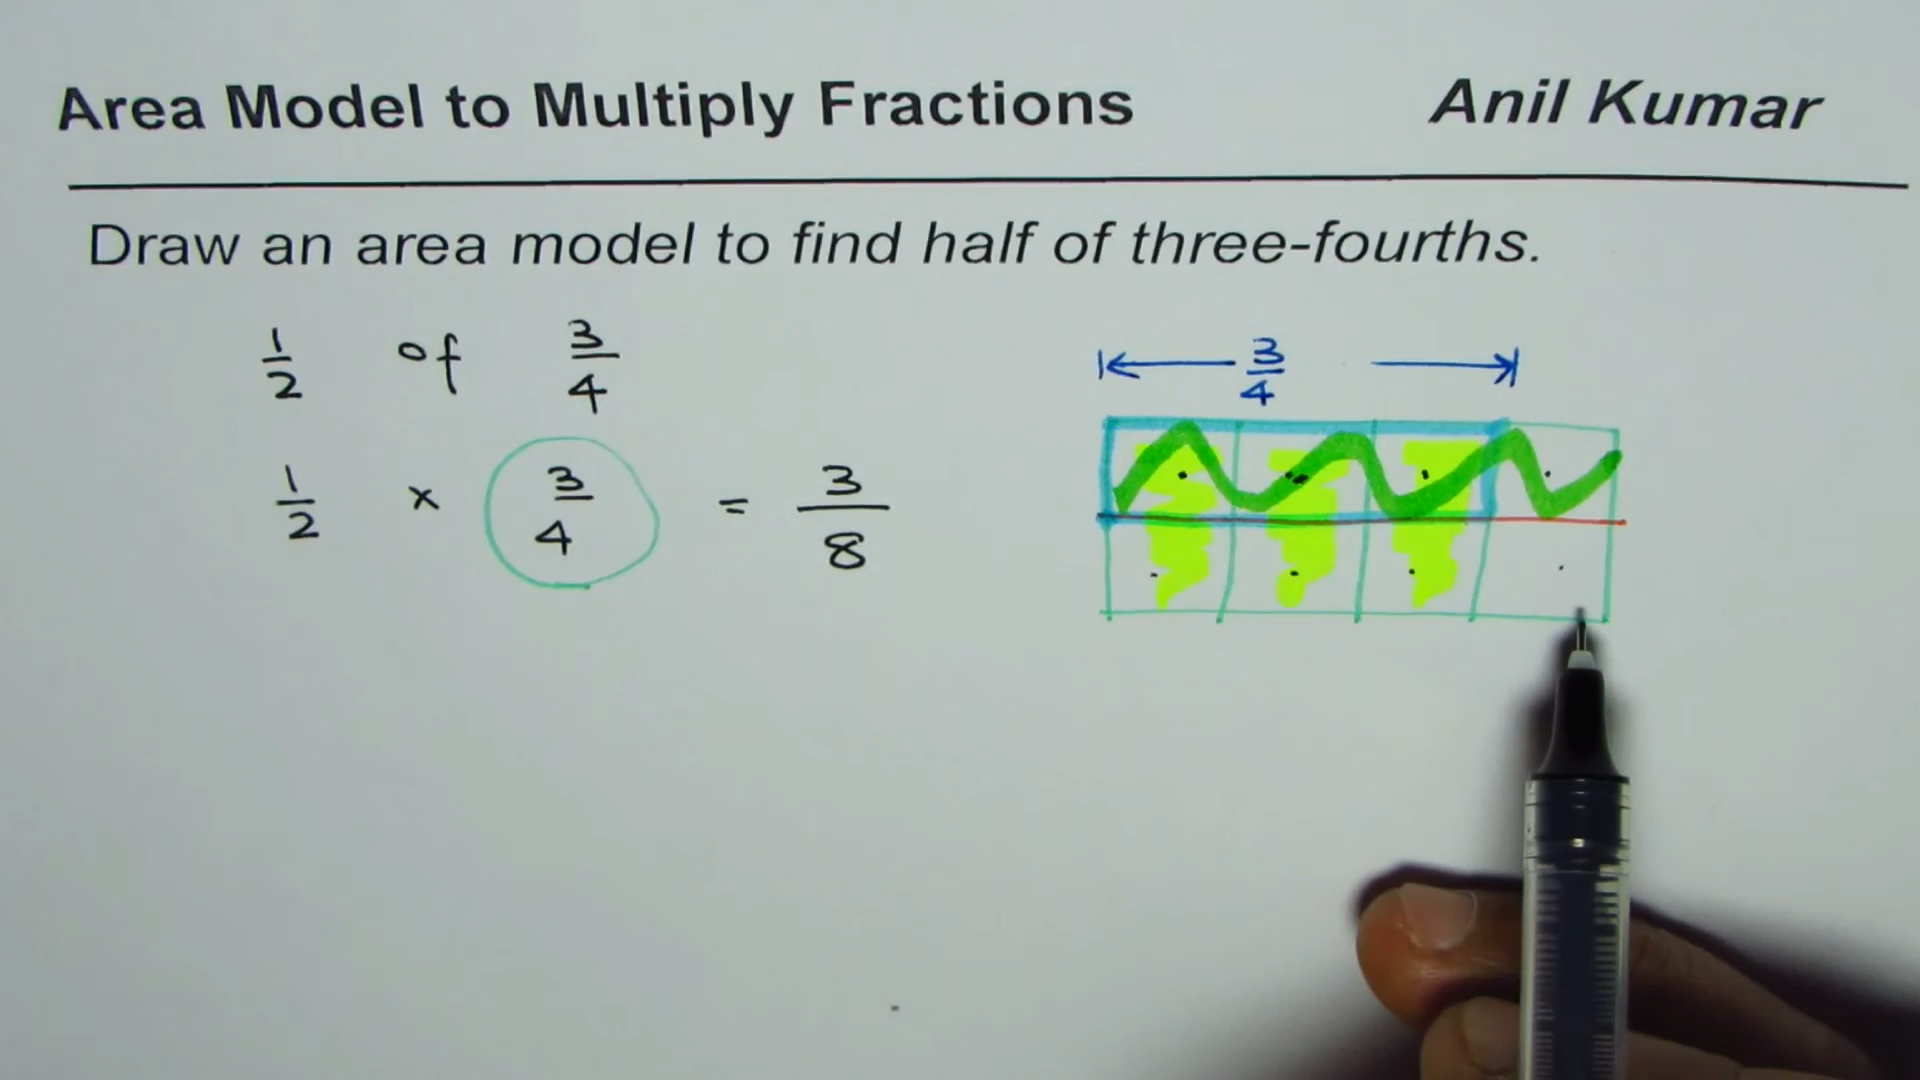 Area Model to Multiply Fractions Anil Kumar
Draw an area model to find half of three-fourths.
1/2 of 3/4
1/2 x 3/4 = 3/8
3/4